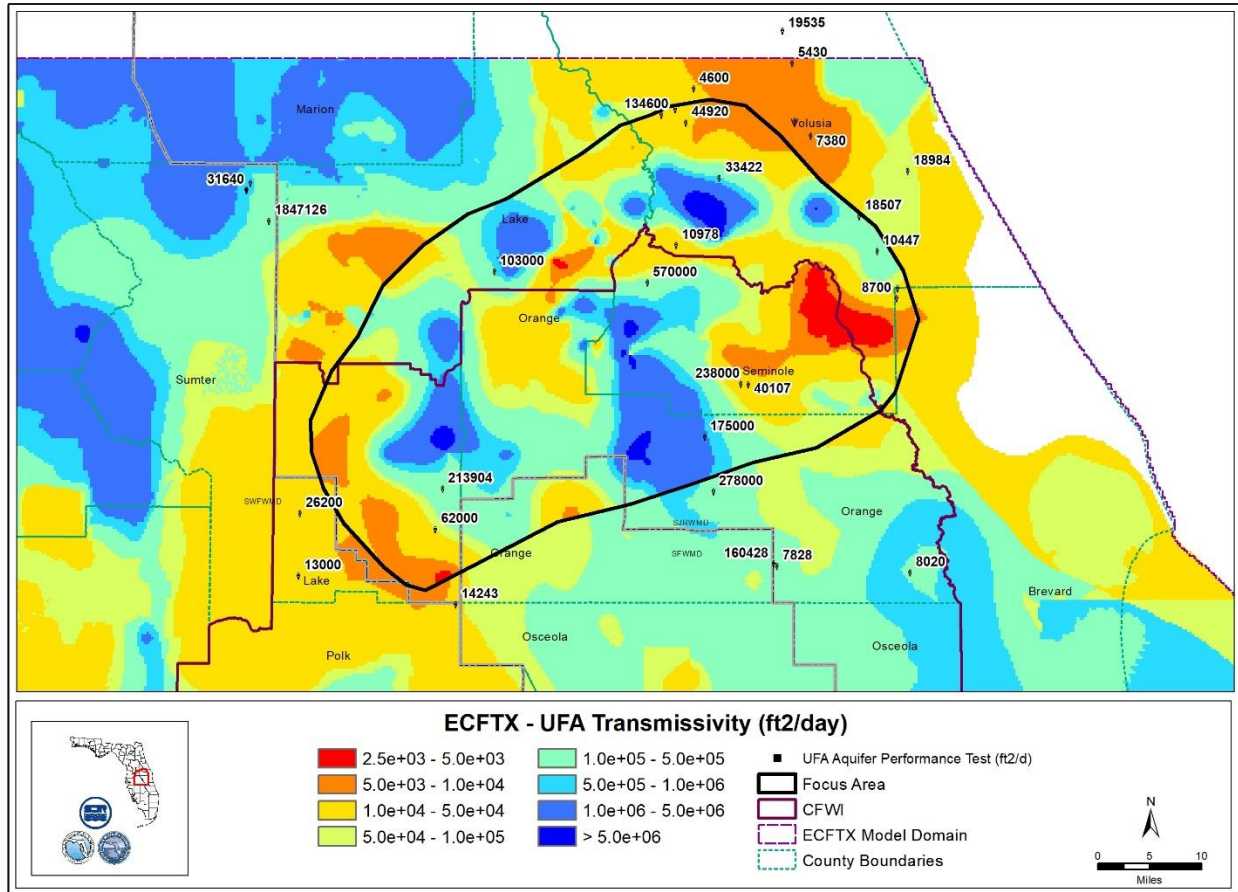 19535
5430
4600
Marion
134600
44920
Volusia
7380
18984
33422
31640
1847126
Lake
18507
10978
10447
103000
570000
8700
Orange
Sumter
238000
Seminole
40107
175000
213904
278000
SWFWMD
26200
Orange
62000
SJRWMD
Orange
SFWMD
160428
7828
8020
13000
Lake
Brevard
14243
Osceola
Osceola
Polk
ECFTX - UFA Transmissivity (ft2/day)
2.5e+03 - 5.0e+03
5.0e+03 - 1.0e+04
1.0e+04 - 5.0e+04
5.0e+04 - 1.0e+05
1.0e+05 - 5.0e+05
5.0e+05 - 1.0e+06
1.0e+06 - 5.0e+06
> 5.0e+06
UFA Aquifer Performance Test (ft2/d)
Focus Area
CFWI
ECFTX Model Domain
County Boundaries
N
0 5 10
Miles